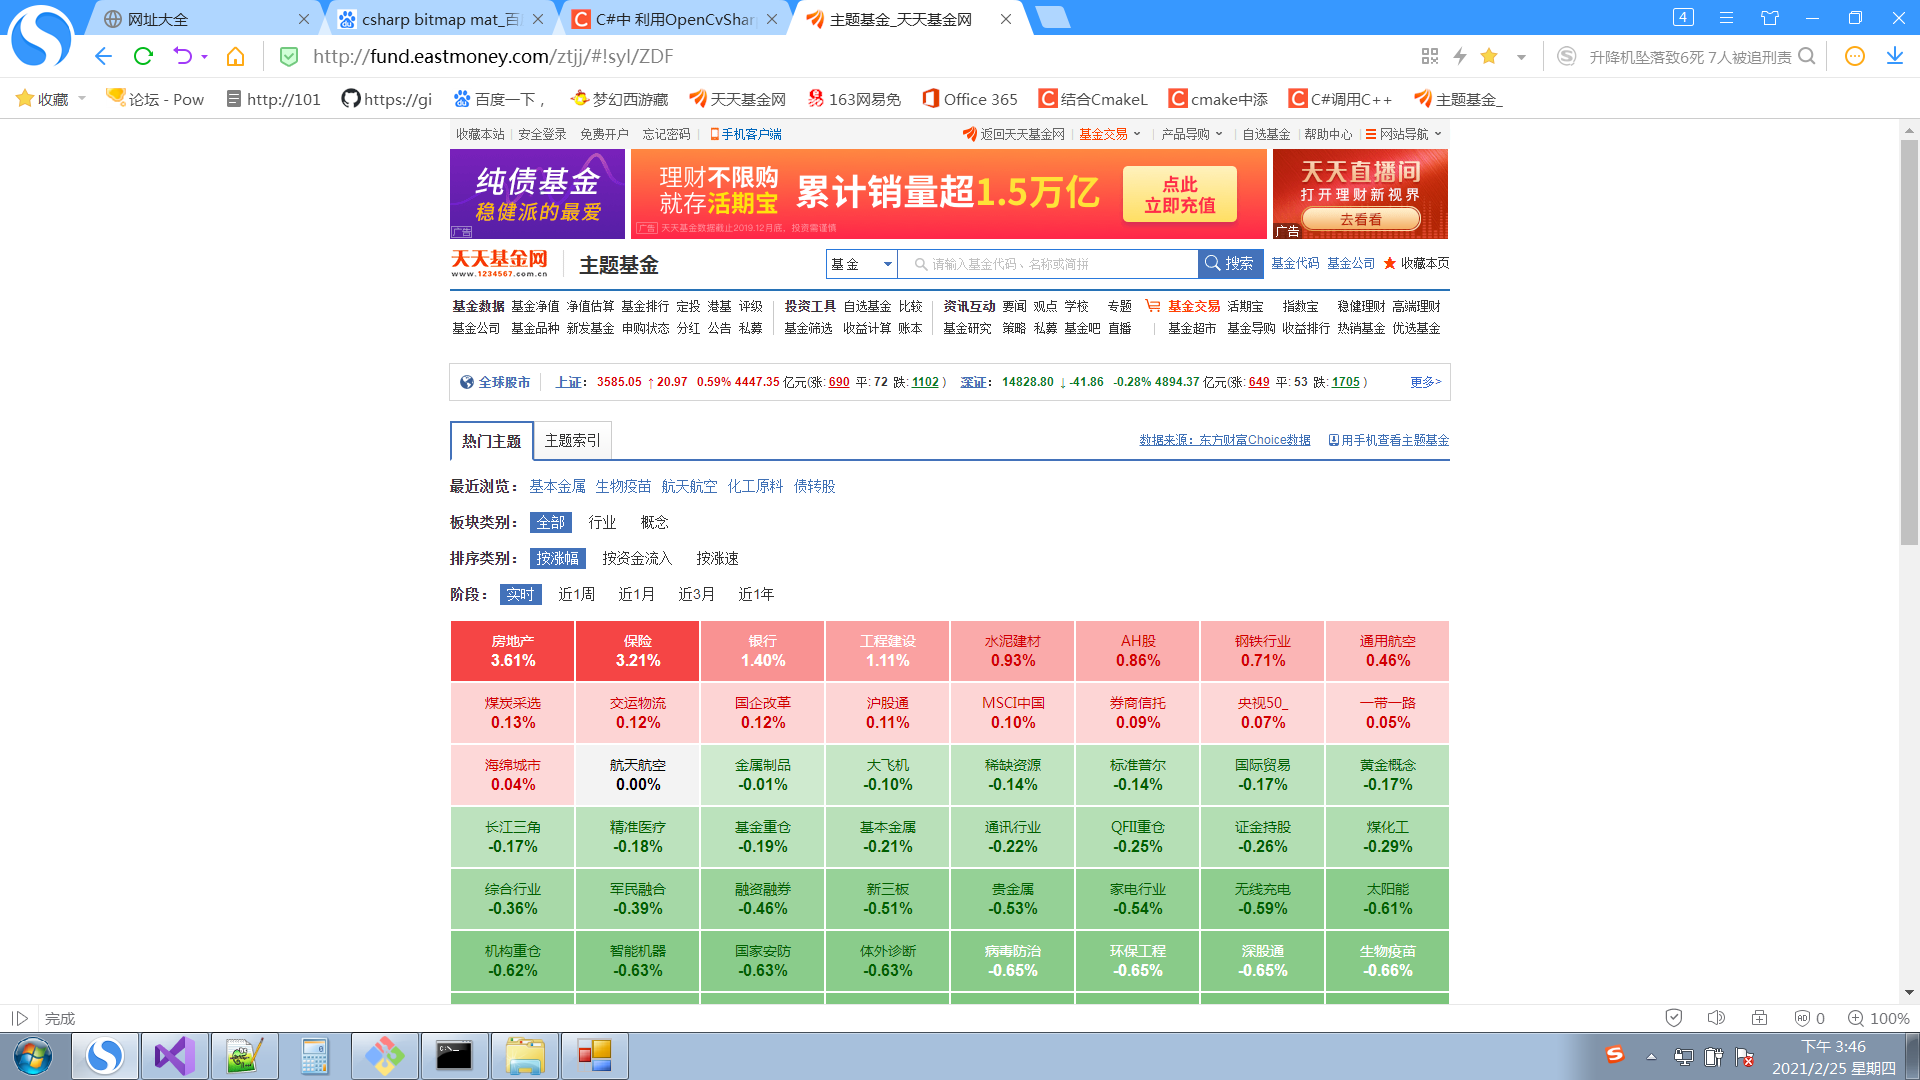 网址大全
csharp bitmap mat_百
C#中 利用OpenCvShar
主题基金_天天基金网
4
http://fund.eastmoney.com/ztjj/#!syl/ZDF
升降机坠落致6死 7人被追刑责
收藏
论坛 - Pow
http://101
https://gi
百度一下，
梦幻西游藏
天天基金网
163网易免
Office 365
结合CmakeL
cmake中添
C#调用C++
主题基金_
收藏本站 安全登录 免费开户 忘记密码 手机客户端
返回天天基金网 基金交易 产品导购 自选基金 帮助中心 网站导航
纯债基金
稳健派的最爱
广告
理财不限购
就存活期宝
累计销量超1.5万亿
点此
立即充值
广告 天天基金数据截止2019.12月底，投资需谨慎
天天直播间
打开理财新视界
去看看
广告
天天基金网
www.1234567.com.cn
主题基金
基金
请输入基金代码、名称或简拼
搜索
基金代码 基金公司 收藏本页
基金数据 基金净值 净值估算 基金排行 定投 港基 评级 投资工具 自选基金 比较 资讯互动 要闻 观点 学校 专题 基金交易 活期宝 指数宝 稳健理财 高端理财
基金公司 基金品种 新发基金 申购状态 分红 公告 私募 基金筛选 收益计算 账本 基金研究 策略 私募 基金吧 直播 基金超市 基金导购 收益排行 热销基金 优选基金
全球股市 上证: 3585.05 ↑20.97 0.59% 4447.35 亿元(涨:690 平:72 跌:1102 ) 深证: 14828.80 ↓-41.86 -0.28% 4894.37 亿元(涨:649 平:53 跌:1705 ) 更多>
热门主题 主题索引
数据来源：东方财富Choice数据 用手机查看主题基金
最近浏览： 基本金属 生物疫苗 航天航空 化工原料 债转股
板块类别： 全部 行业 概念
排序类别： 按涨幅 按资金流入 按涨速
阶段： 实时 近1周 近1月 近3月 近1年
房地产 保险 银行 工程建设 水泥建材 AH股 钢铁行业 通用航空
3.61% 3.21% 1.40% 1.11% 0.93% 0.86% 0.71% 0.46%
煤炭采选 交运物流 国企改革 沪股通 MSCI中国 券商信托 央视50_ 一带一路
0.13% 0.12% 0.12% 0.11% 0.10% 0.09% 0.07% 0.05%
海绵城市 航天航空 金属制品 大飞机 稀缺资源 标准普尔 国际贸易 黄金概念
0.04% 0.00% -0.01% -0.10% -0.14% -0.14% -0.17% -0.17%
长江三角 精准医疗 基金重仓 基本金属 通讯行业 QFII重仓 证金持股 煤化工
-0.17% -0.18% -0.19% -0.21% -0.22% -0.25% -0.26% -0.29%
综合行业 军民融合 融资融券 新三板 贵金属 家电行业 无线充电 太阳能
-0.36% -0.39% -0.46% -0.51% -0.53% -0.54% -0.59% -0.61%
机构重仓 智能机器 国家安防 体外诊断 病毒防治 环保工程 深股通 生物疫苗
-0.62% -0.63% -0.63% -0.63% -0.65% -0.65% -0.65% -0.66%
完成
0
100%
下午 3:46
2021/2/25 星期四